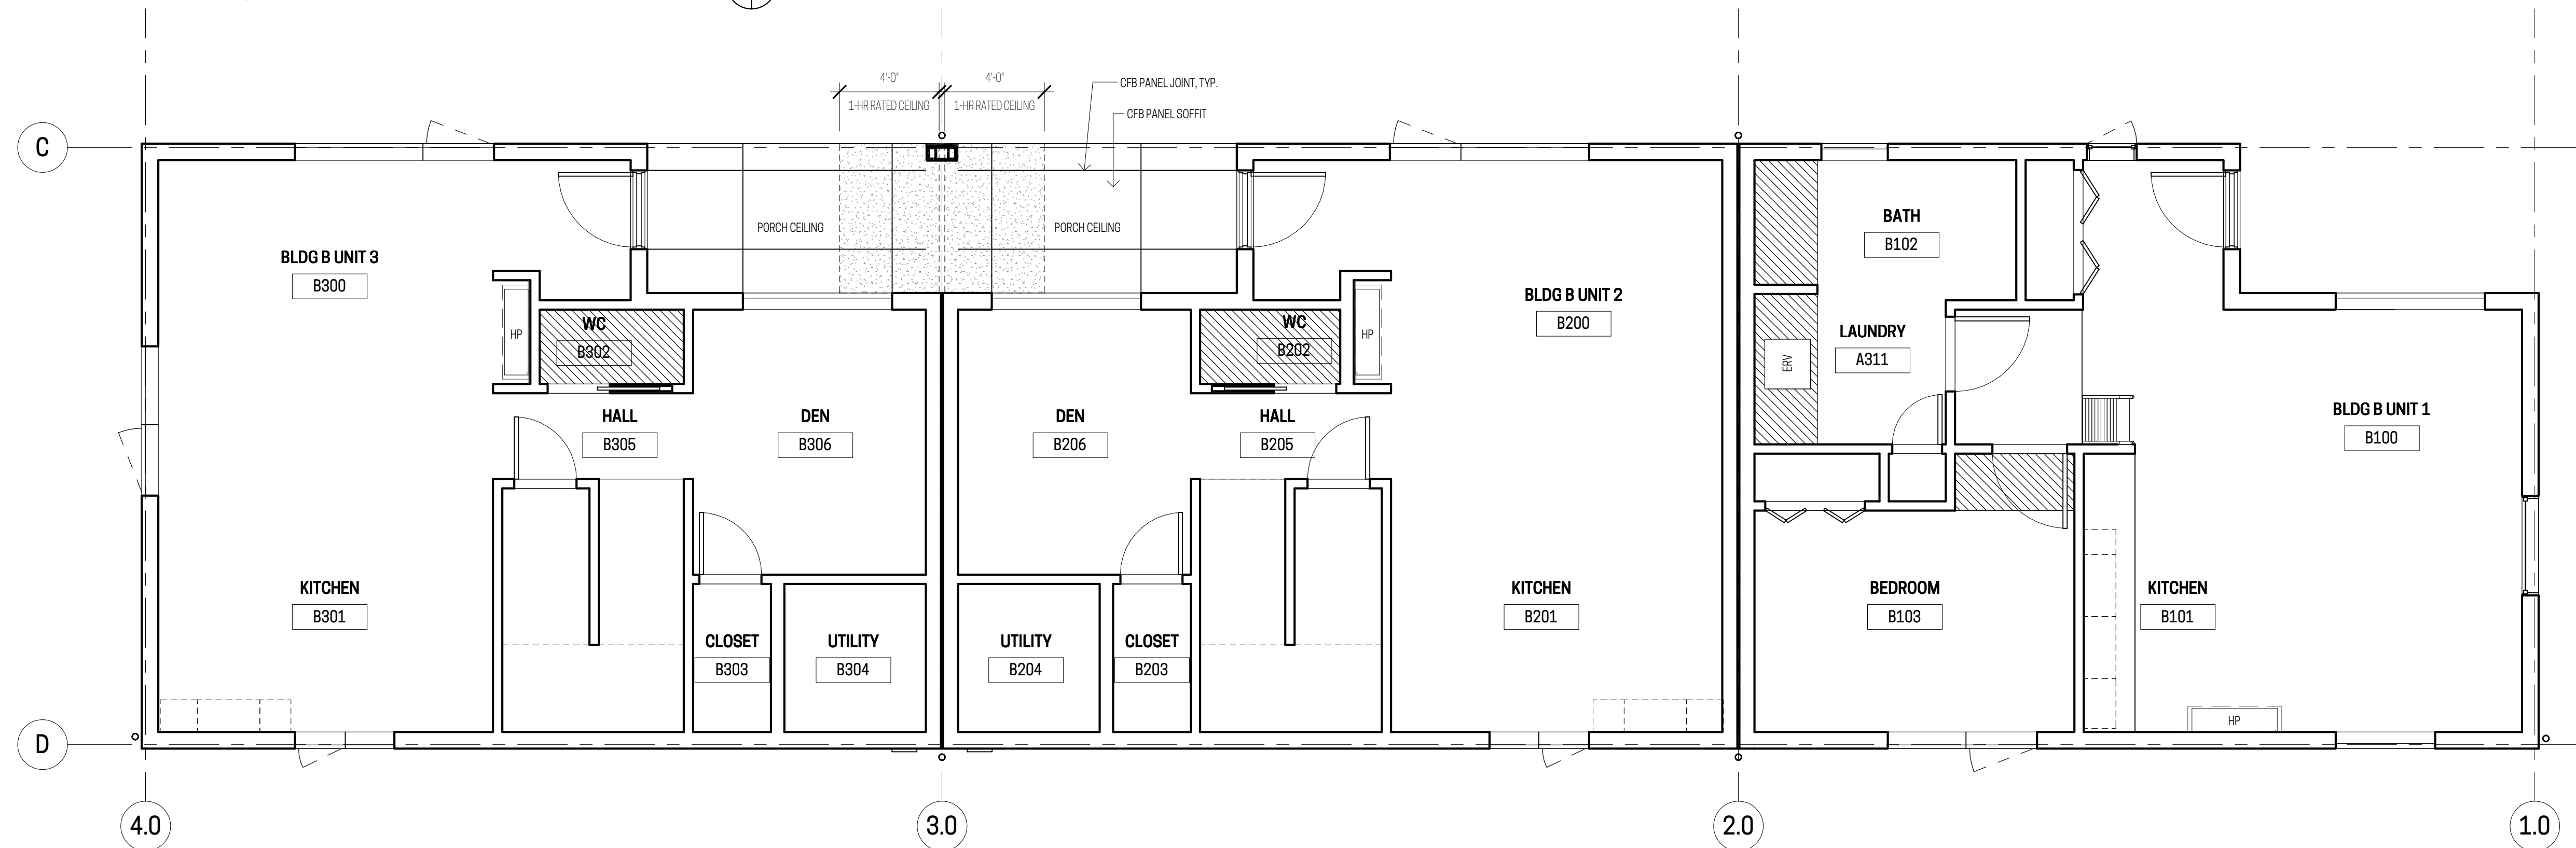 4'-0"
4'-0"
CFB PANEL JOINT, TYP.
1-HR RATED CEILING
1-HR RATED CEILING
CFB PANEL SOFFIT
C
PORCH CEILING
PORCH CEILING
BATH
B102
BLDG B UNIT 3
B300
BLDG B UNIT 2
B200
WC
B302
HP
WC
B202
HP
LAUNDRY
A311
ERV
HALL
B305
DEN
B306
DEN
B206
HALL
B205
BLDG B UNIT 1
B100
KITCHEN
B301
KITCHEN
B201
BEDROOM
B103
KITCHEN
B101
CLOSET
B303
UTILITY
B304
UTILITY
B204
CLOSET
B203
HP
D
4.0
3.0
2.0
1.0